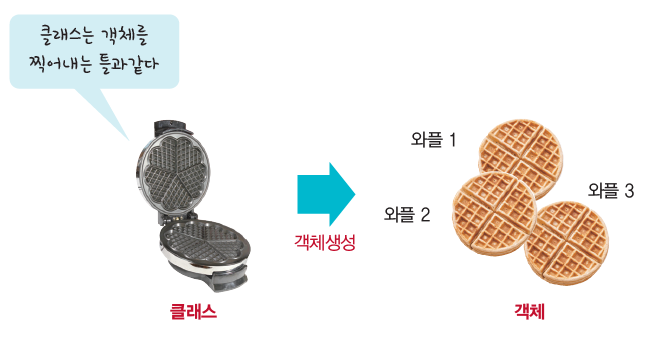 클래스는 객체를
찍어내는 틀과같다
와플 1
와플 2
와플 3
객체생성
클래스
객체